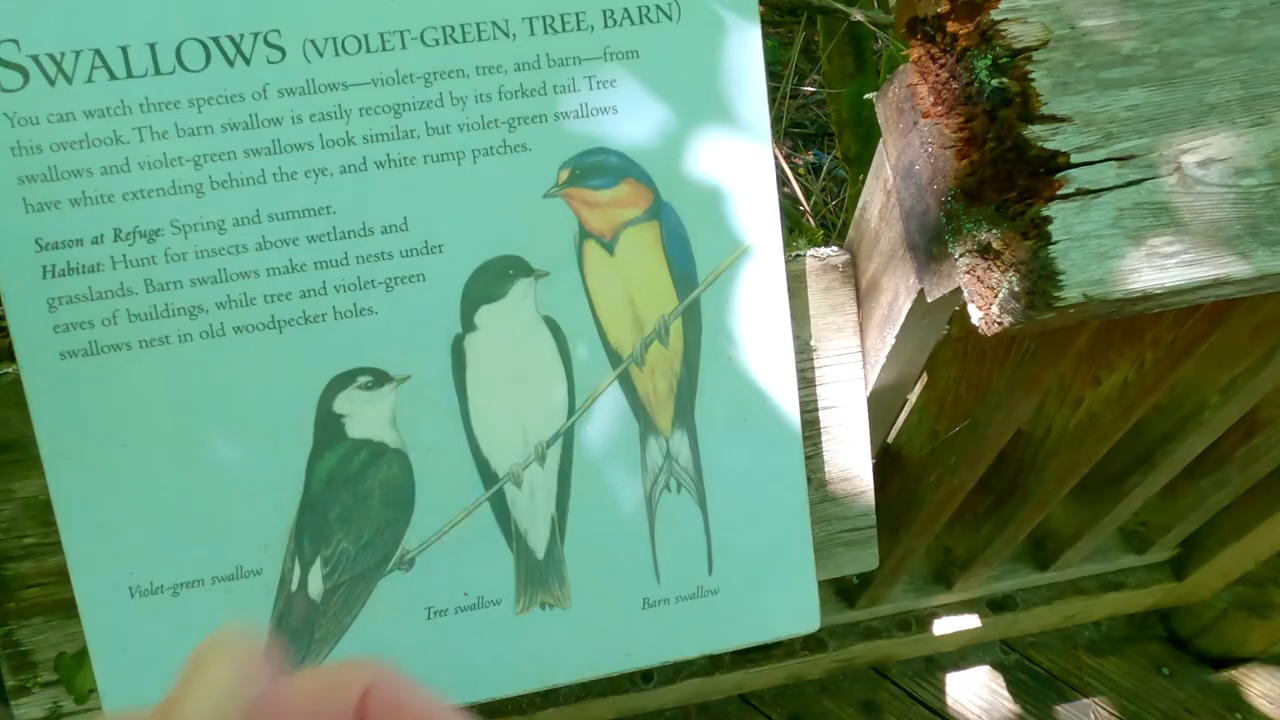 SWALLOWS (VIOLET-GREEN, TREE, BARN)
You can watch three species of swallows—violet-green, tree, and barn—from
this overlook. The barn swallow is easily recognized by its forked tail. Tree
swallows and violet-green swallows look similar, but violet-green swallows
have white extending behind the eye, and white rump patches.
Season at Refuge: Spring and summer.
Habitat: Hunt for insects above wetlands and
grasslands. Barn swallows make mud nests under
eaves of buildings, while tree and violet-green
swallows nest in old woodpecker holes.
Violet-green swallow
Tree swallow
Barn swallow